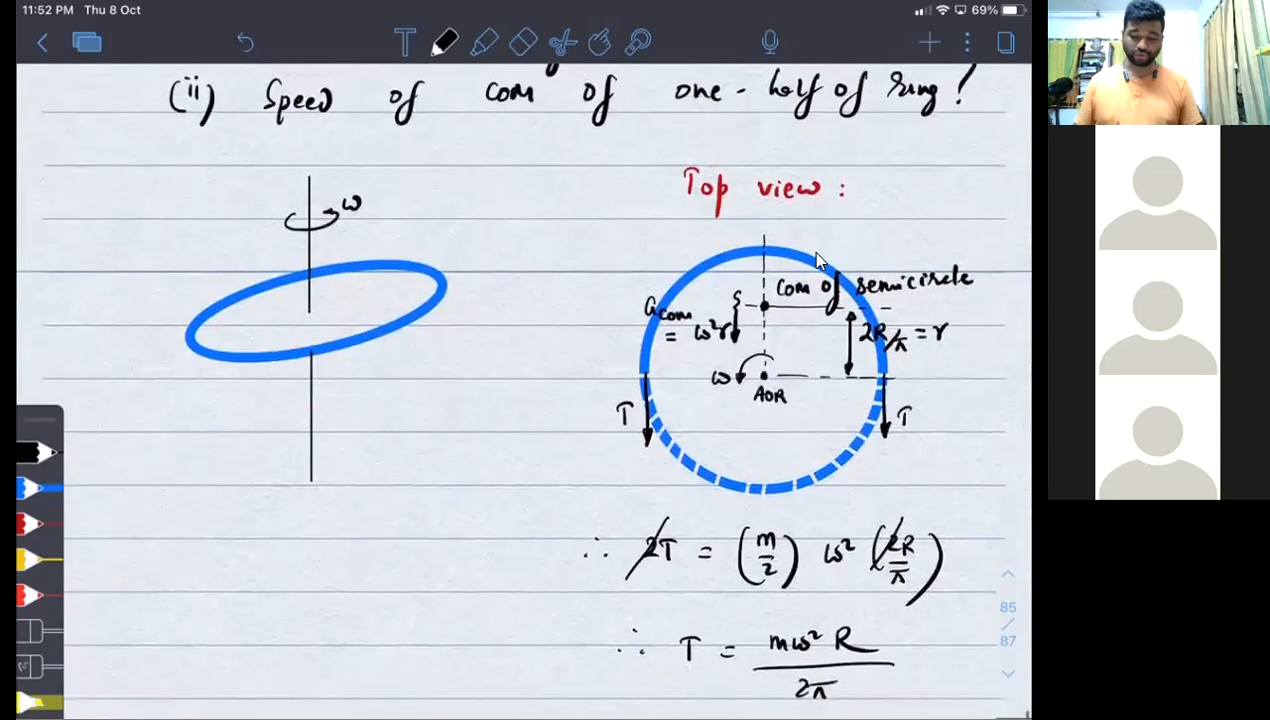 11:52 PM Thu 8 Oct
69%
(ii) Speed of com of one-half of ring?
Top view :
ω
com of semicircle
acom
= ω²r
2R/π = r
ω
AOR
T
T
∴ 2T = (m/2) ω² (2R/π)
85
/
87
∴ T = mω² R / 2π